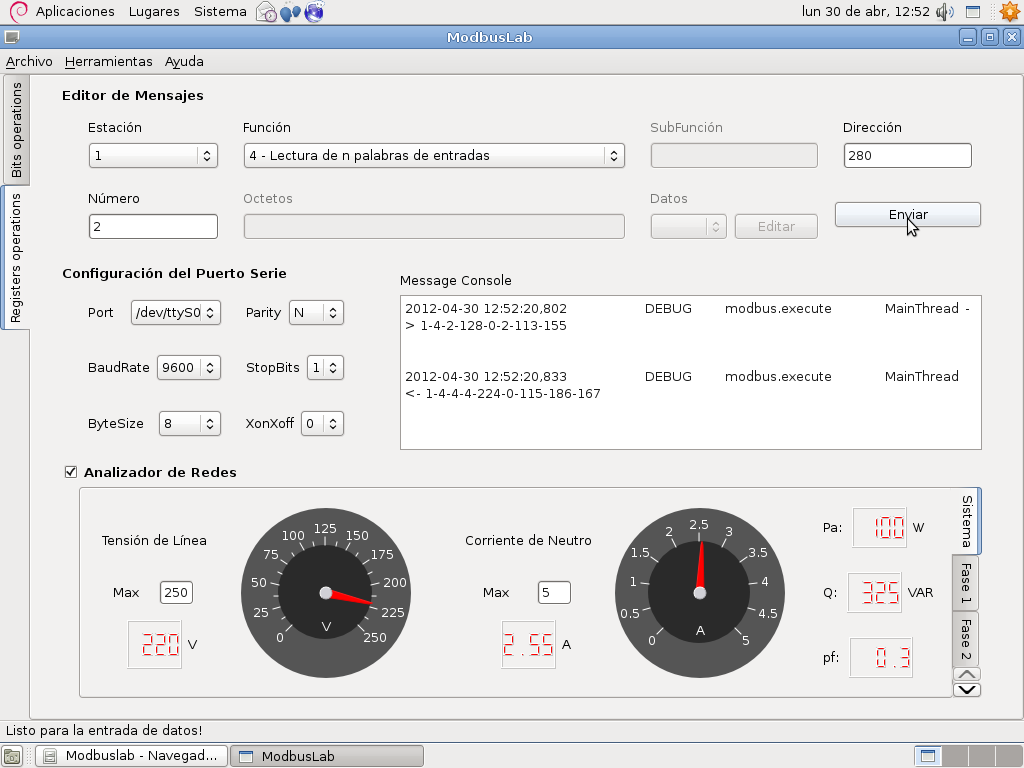 Aplicaciones Lugares Sistema lun 30 de abr, 12:52
ModbusLab
Archivo Herramientas Ayuda
Bits operations
Registers operations
Editor de Mensajes
Estación Función SubFunción Dirección
1 4 - Lectura de n palabras de entradas 280
Número Octetos Datos
2 Editar Enviar
Configuración del Puerto Serie
Port /dev/ttyS0 Parity N
BaudRate 9600 StopBits 1
ByteSize 8 XonXoff 0
Message Console
2012-04-30 12:52:20,802 DEBUG modbus.execute MainThread -
> 1-4-2-128-0-2-113-155
2012-04-30 12:52:20,833 DEBUG modbus.execute MainThread
<- 1-4-4-4-224-0-115-186-167
Analizador de Redes
Tensión de Línea
Max 250
220 V
0 25 50 75 100 125 150 175 200 225 250
V
Corriente de Neutro
Max 5
2.55 A
0 0.5 1 1.5 2 2.5 3 3.5 4 4.5 5
A
Pa: 100 W
Q: 325 VAR
pf: 0.3
Sistema
Fase 1
Fase 2
Listo para la entrada de datos!
Modbuslab - Navegad... ModbusLab